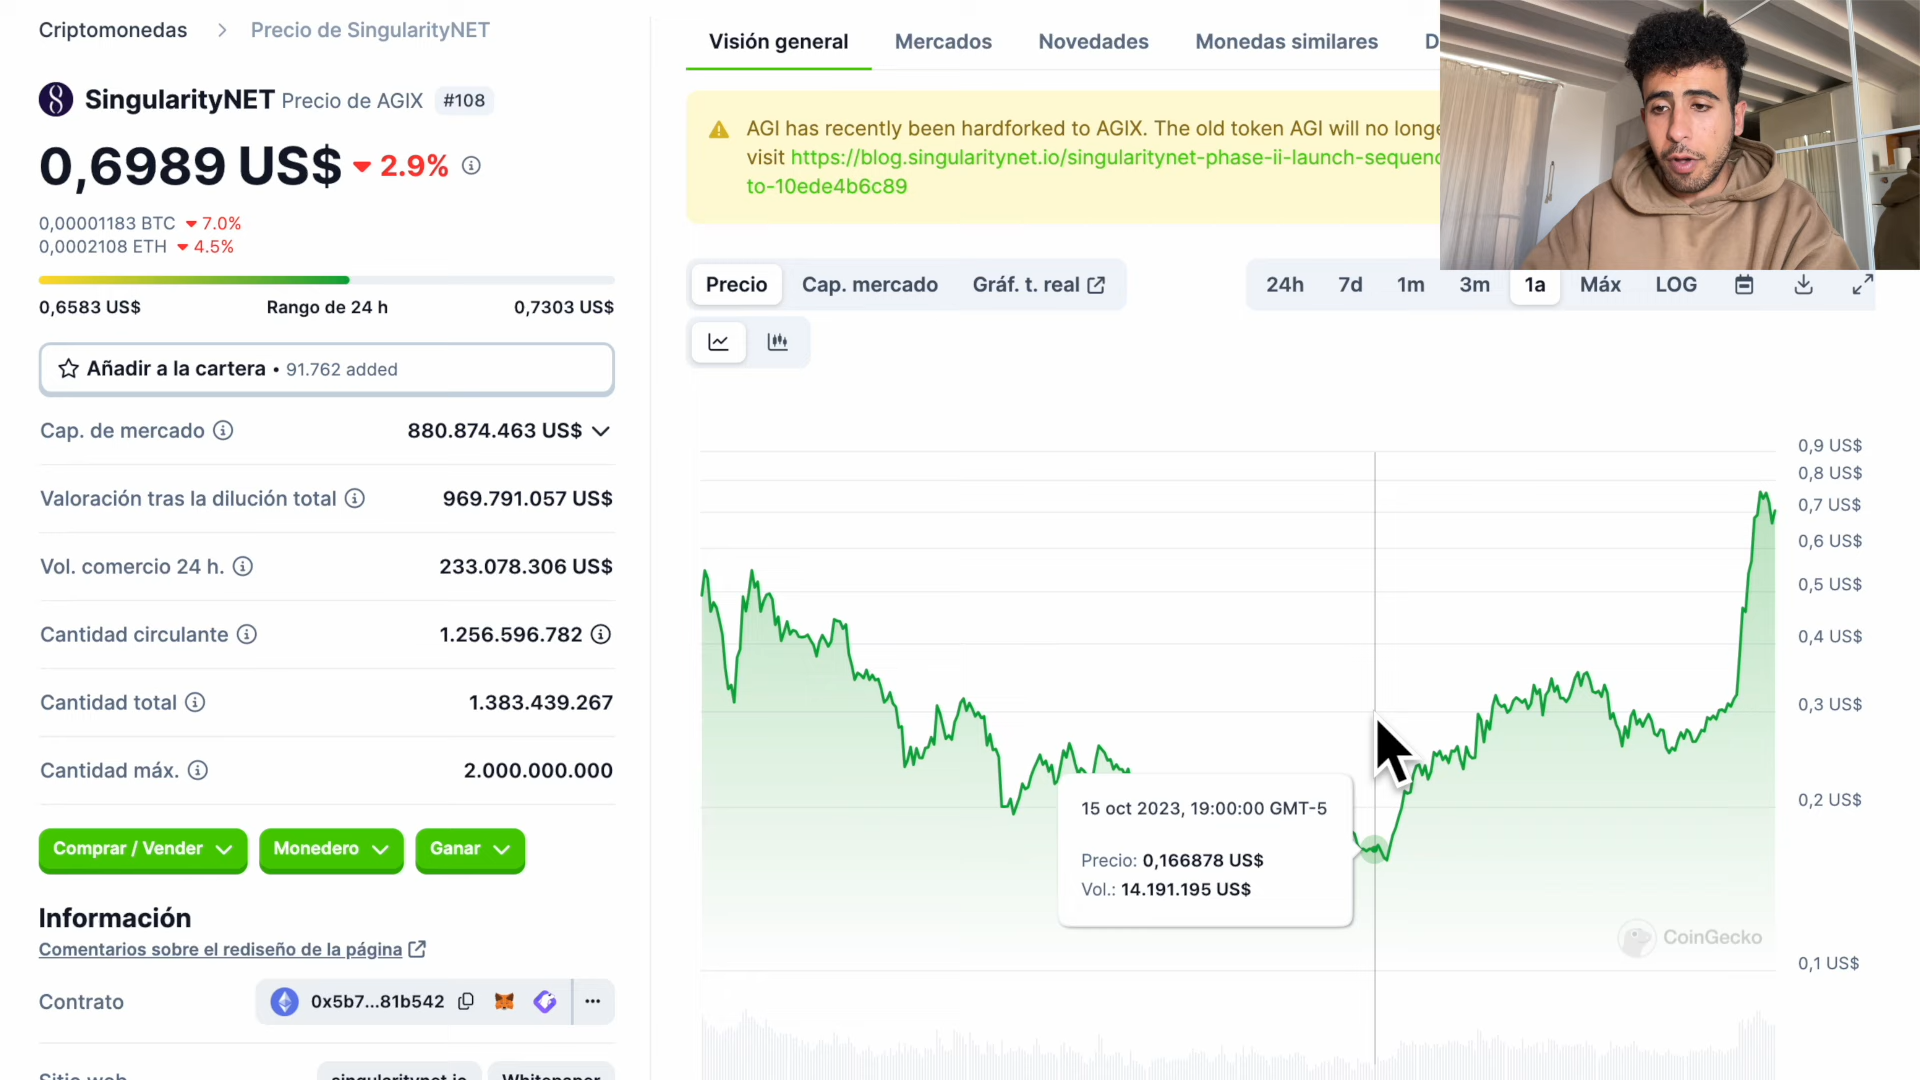 Criptomonedas > Precio de SingularityNET
SingularityNET Precio de AGIX #108
0,6989 US$ 2.9%
0,00001183 BTC 7.0%
0,0002108 ETH 4.5%
0,6583 US$ Rango de 24 h 0,7303 US$
Añadir a la cartera • 91.762 added
Cap. de mercado 880.874.463 US$
Valoración tras la dilución total 969.791.057 US$
Vol. comercio 24 h. 233.078.306 US$
Cantidad circulante 1.256.596.782
Cantidad total 1.383.439.267
Cantidad máx. 2.000.000.000
Comprar / Vender Monedero Ganar
Información
Comentarios sobre el rediseño de la página
Contrato 0x5b7...81b542
Sitio web singularitynet.io Whitepaper
Visión general Mercados Novedades Monedas similares D
AGI has recently been hardforked to AGIX. The old token AGI will no longe
visit https://blog.singularitynet.io/singularitynet-phase-ii-launch-sequenc
to-10ede4b6c89
Precio Cap. mercado Gráf. t. real
24h 7d 1m 3m 1a Máx LOG
0,9 US$
0,8 US$
0,7 US$
0,6 US$
0,5 US$
0,4 US$
0,3 US$
0,2 US$
0,1 US$
15 oct 2023, 19:00:00 GMT-5
Precio: 0,166878 US$
Vol.: 14.191.195 US$
CoinGecko